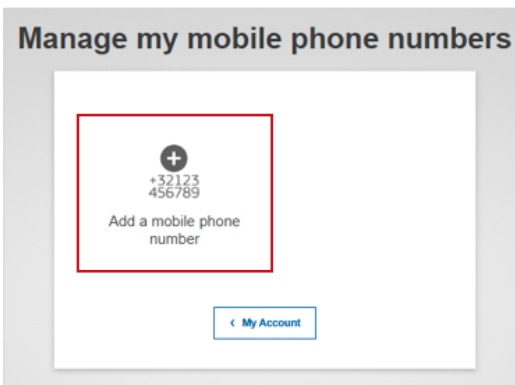 Manage my mobile phone numbers
+32123
456789
Add a mobile phone
number
‹ My Account